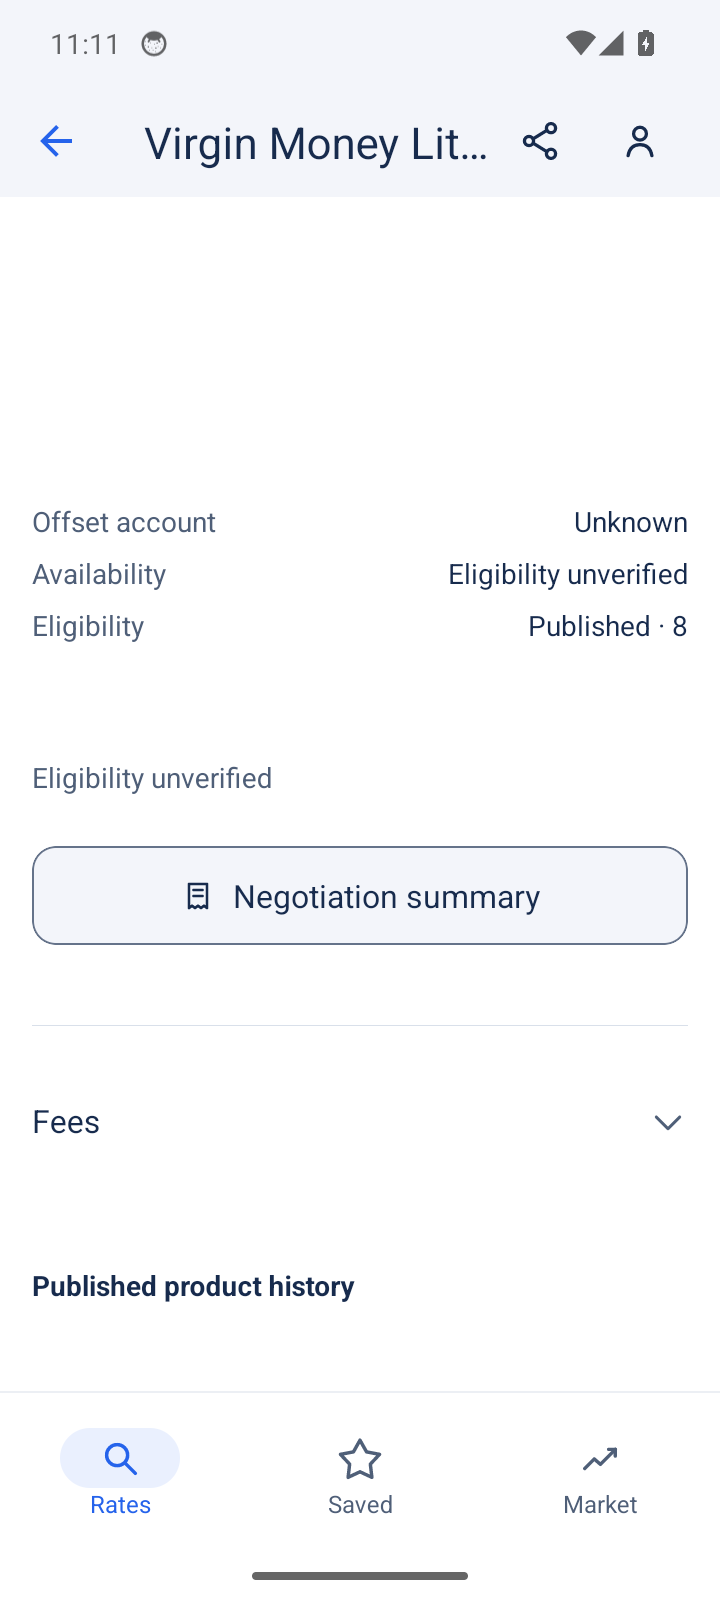 11:11
Virgin Money Lit...
Offset account Unknown
Availability Eligibility unverified
Eligibility Published · 8
Eligibility unverified
Negotiation summary
Fees
Published product history
Rates Saved Market